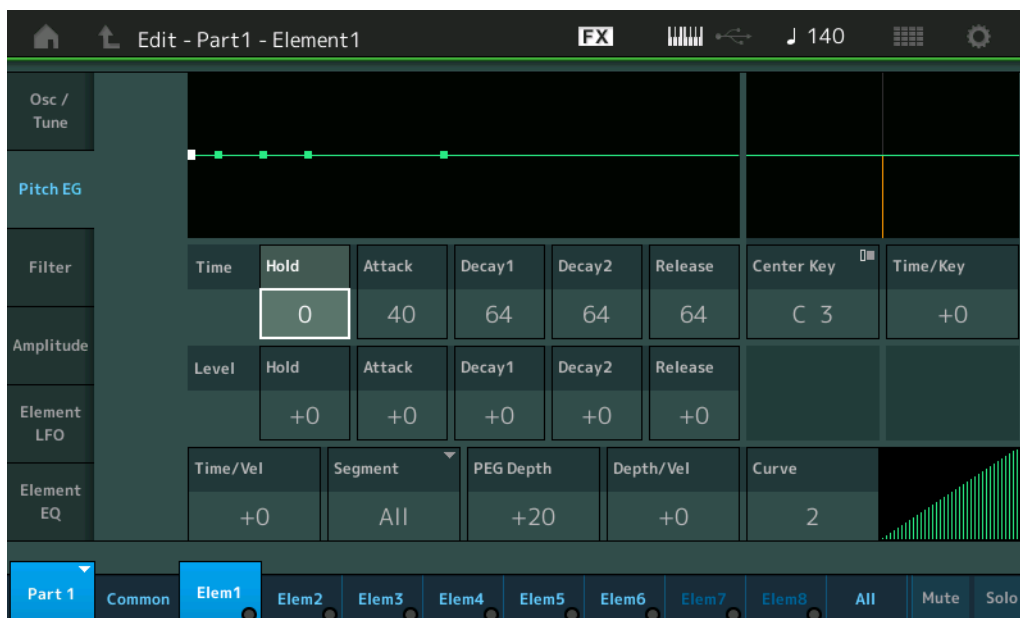 Edit - Part1 - Element1 FX ♩ 140
Osc /
Tune
Pitch EG
Filter
Amplitude
Element
LFO
Element
EQ
Time Hold Attack Decay1 Decay2 Release Center Key Time/Key
0 40 64 64 64 C 3 +0
Level Hold Attack Decay1 Decay2 Release
+0 +0 +0 +0 +0
Time/Vel Segment PEG Depth Depth/Vel Curve
+0 All +20 +0 2
Part 1 Common Elem1 Elem2 Elem3 Elem4 Elem5 Elem6 Elem7 Elem8 All Mute Solo